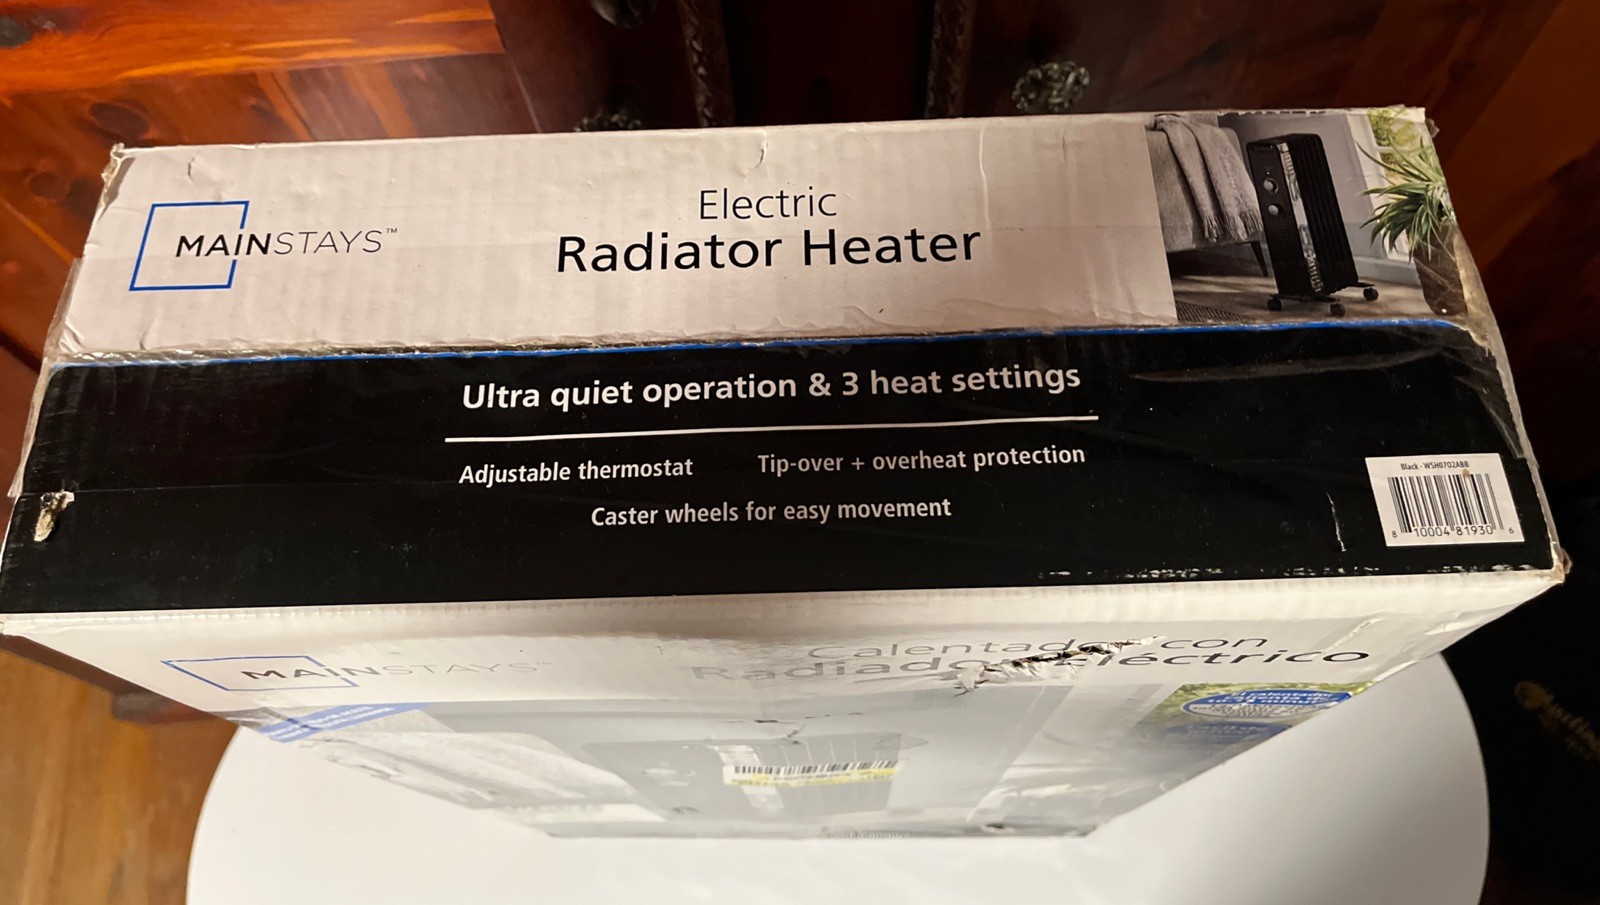 MAINSTAYS™
Electric
Radiator Heater
Ultra quiet operation & 3 heat settings
Adjustable thermostat
Tip-over + overheat protection
Caster wheels for easy movement
Black - WSH07O2ABB
8 10004 81930 6
MAINSTAYS™
Calentador con
Radiador Eléctrico